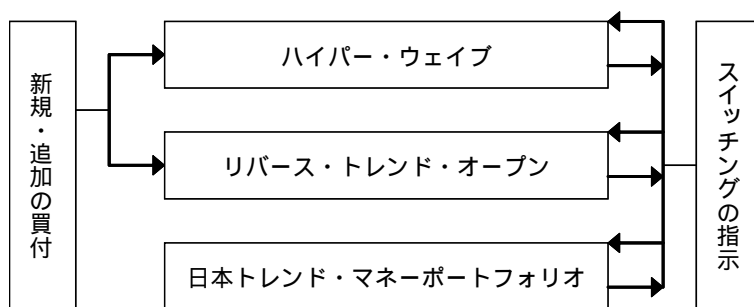 新規・追加の買付
ハイパー・ウェイブ
リバース・トレンド・オープン
日本トレンド・マネーポートフォリオ
スイッチングの指示